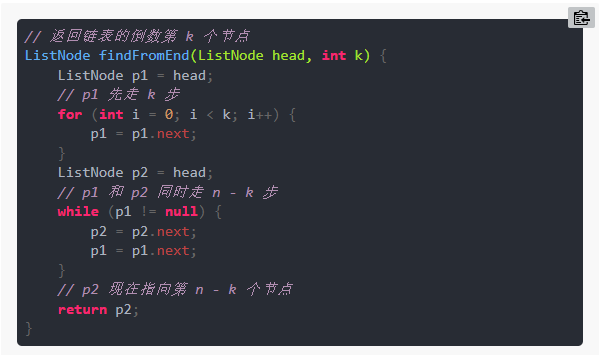 // 返回链表的倒数第 k 个节点
ListNode findFromEnd(ListNode head, int k) {
    ListNode p1 = head;
    // p1 先走 k 步
    for (int i = 0; i < k; i++) {
        p1 = p1.next;
    }
    ListNode p2 = head;
    // p1 和 p2 同时走 n - k 步
    while (p1 != null) {
        p2 = p2.next;
        p1 = p1.next;
    }
    // p2 现在指向第 n - k 个节点
    return p2;
}